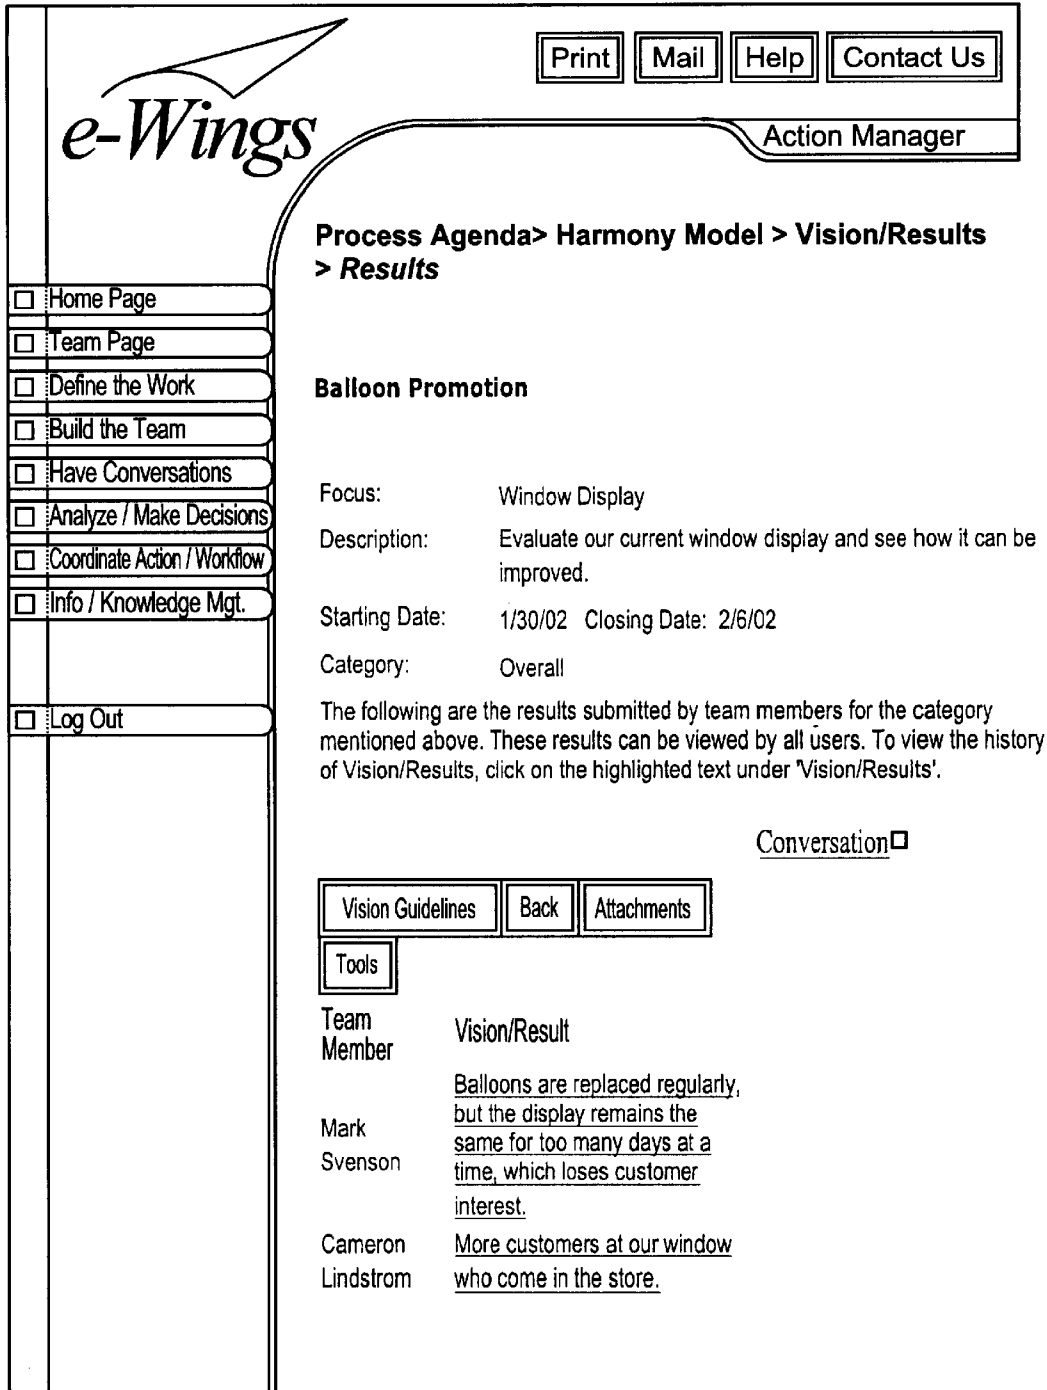 e-Wings
Print Mail Help Contact Us
Action Manager
Process Agenda> Harmony Model > Vision/Results
> Results
Home Page
Team Page
Define the Work
Build the Team
Have Conversations
Analyze / Make Decisions
Coordinate Action / Workflow
Info / Knowledge Mgt.
Log Out
Balloon Promotion
Focus: Window Display
Description: Evaluate our current window display and see how it can be
improved.
Starting Date: 1/30/02 Closing Date: 2/6/02
Category: Overall
The following are the results submitted by team members for the category
mentioned above. These results can be viewed by all users. To view the history
of Vision/Results, click on the highlighted text under 'Vision/Results'.
Conversation
Vision Guidelines Back Attachments
Tools
Team
Member
Vision/Result
Mark
Svenson
Balloons are replaced regularly,
but the display remains the
same for too many days at a
time, which loses customer
interest.
Cameron
Lindstrom
More customers at our window
who come in the store.